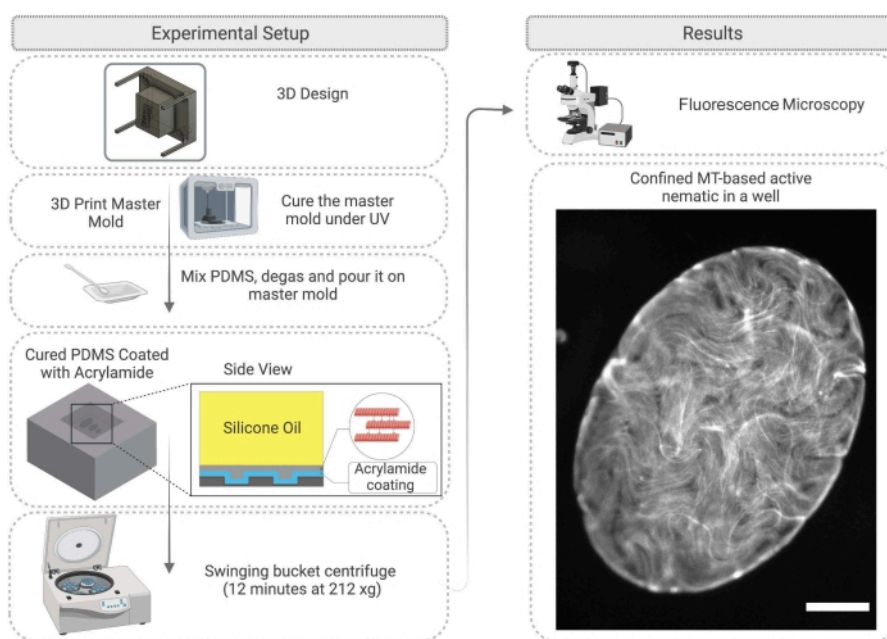 Experimental Setup
3D Design
3D Print Master
Mold
Cure the master
mold under UV
Mix PDMS, degas and pour it on
master mold
Cured PDMS Coated
with Acrylamide
Side View
Silicone Oil
Acrylamide
coating
Swinging bucket centrifuge
(12 minutes at 212 xg)
Results
Fluorescence Microscopy
Confined MT-based active
nematic in a well